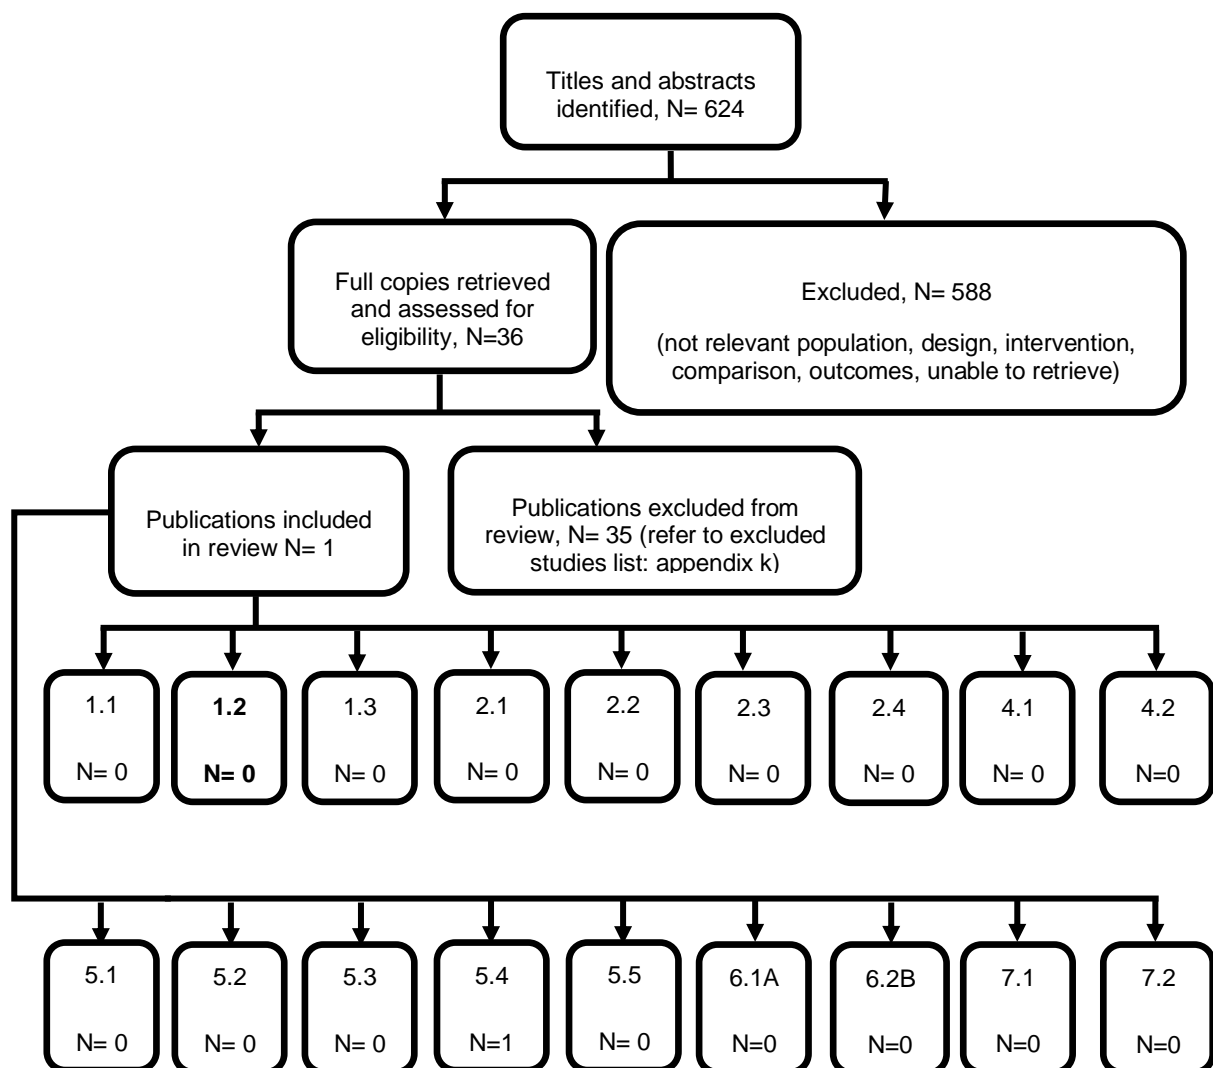 Titles and abstracts
identified, N= 624
Full copies retrieved
and assessed for
eligibility, N=36
Excluded, N= 588
(not relevant population, design, intervention,
comparison, outcomes, unable to retrieve)
Publications included
in review N= 1
Publications excluded from
review, N= 35 (refer to excluded
studies list: appendix k)
1.1
N= 0
1.2
N= 0
1.3
N= 0
2.1
N= 0
2.2
N= 0
2.3
N= 0
2.4
N= 0
4.1
N= 0
4.2
N=0
5.1
N= 0
5.2
N= 0
5.3
N= 0
5.4
N=1
5.5
N= 0
6.1A
N=0
6.2B
N=0
7.1
N=0
7.2
N=0